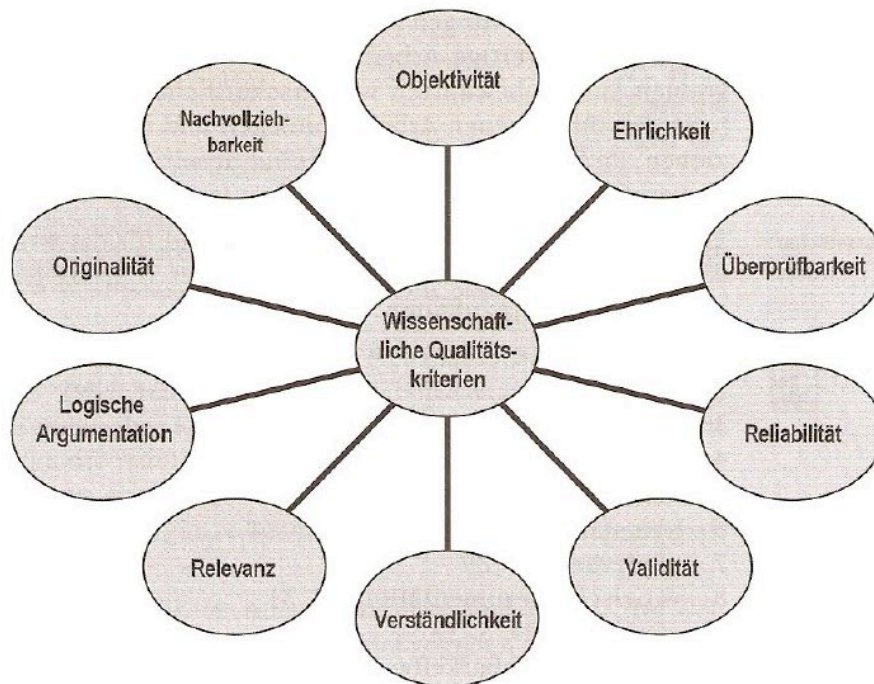 Objektivität
Nachvollzieh-
barkeit
Ehrlichkeit
Originalität
Überprüfbarkeit
Wissenschaft-
liche Qualitäts-
kriterien
Logische
Argumentation
Reliabilität
Relevanz
Validität
Verständlichkeit